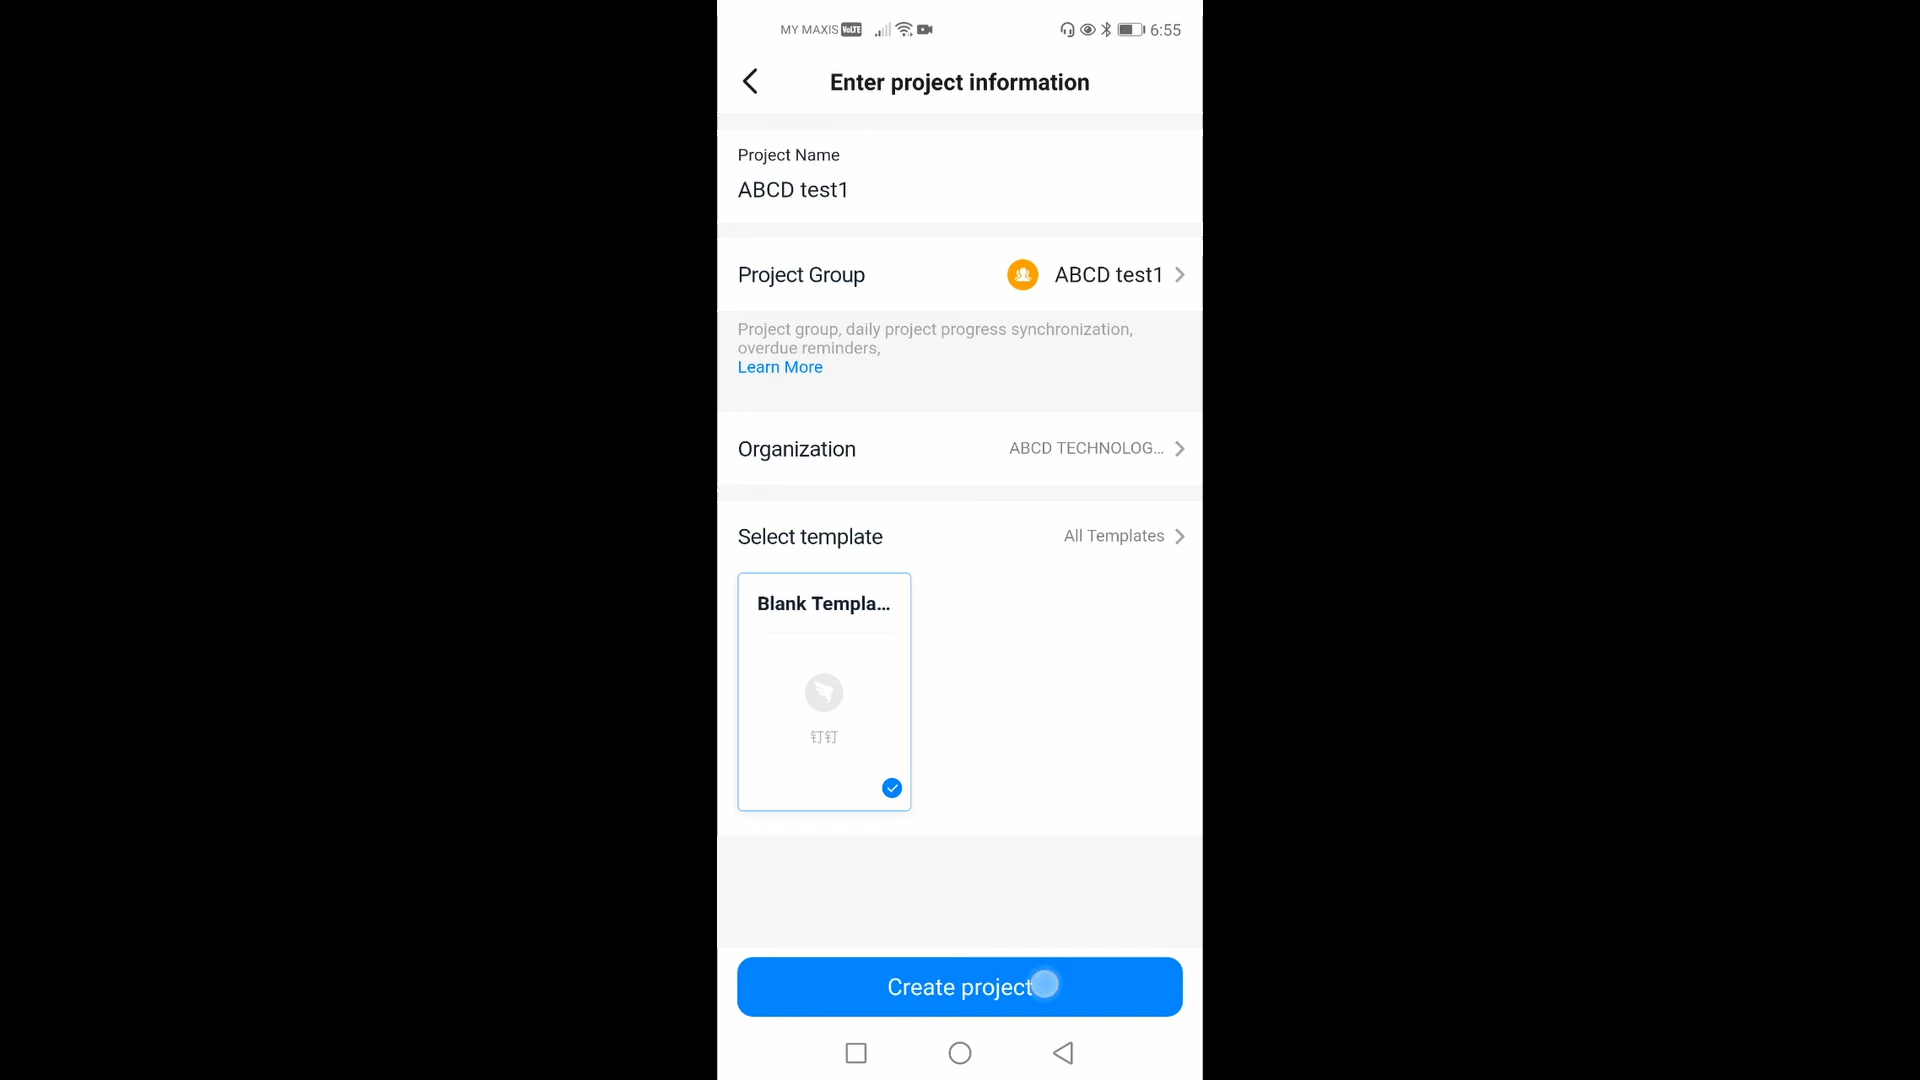 MY MAXIS VoLTE 6:55
Enter project information
Project Name
ABCD test1
Project Group ABCD test1
Project group, daily project progress synchronization,
overdue reminders,
Learn More
Organization ABCD TECHNOLOG...
Select template All Templates
Blank Templa...
钉钉
Create project